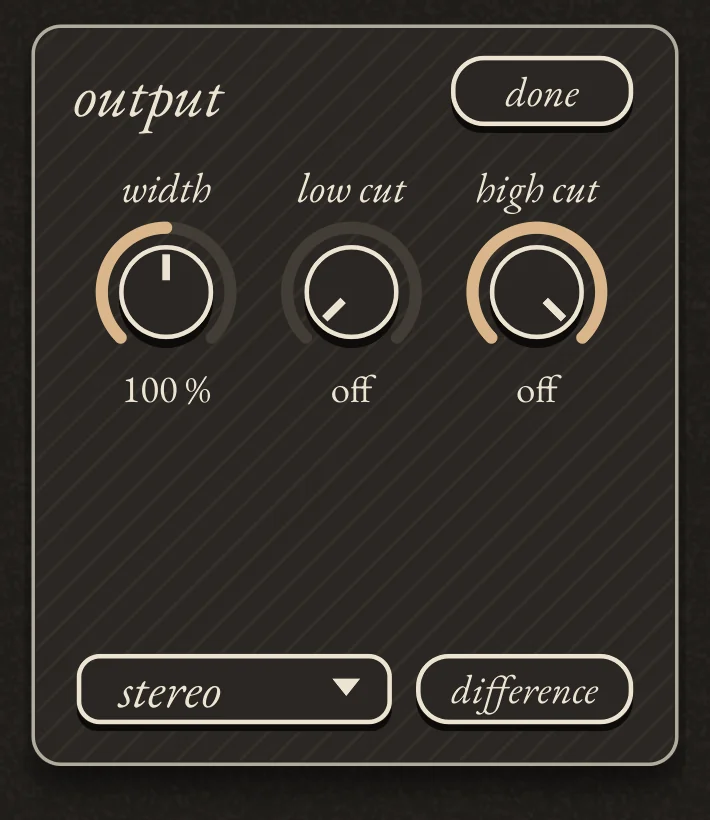 output
done
width
low cut
high cut
100 %
off
off
stereo
difference